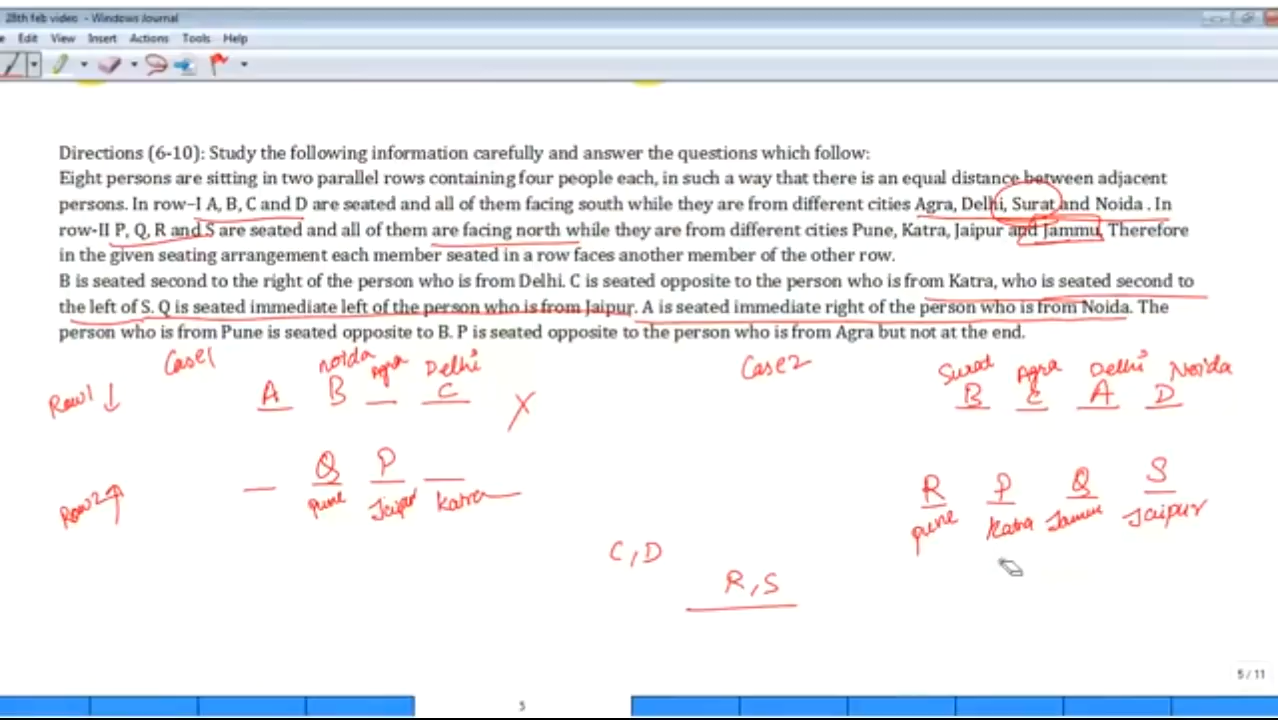 28th feb video - Windows Journal
Edit View Insert Actions Tools Help
Directions (6-10): Study the following information carefully and answer the questions which follow:
Eight persons are sitting in two parallel rows containing four people each, in such a way that there is an equal distance between adjacent
persons. In row–I A, B, C and D are seated and all of them facing south while they are from different cities Agra, Delhi, Surat and Noida . In
row-II P, Q, R and S are seated and all of them are facing north while they are from different cities Pune, Katra, Jaipur and Jammu. Therefore
in the given seating arrangement each member seated in a row faces another member of the other row.
B is seated second to the right of the person who is from Delhi. C is seated opposite to the person who is from Katra, who is seated second to
the left of S. Q is seated immediate left of the person who is from Jaipur. A is seated immediate right of the person who is from Noida. The
person who is from Pune is seated opposite to B. P is seated opposite to the person who is from Agra but not at the end.
Case1 Case2
noida Agra Delhi Surat Agra Delhi Noida
Row1 A B C X B C A D
Q P R P Q S
Row2 Pune Jaipur Katra Pune Katra Jammu Jaipur
C, D
R, S
5 / 11
3